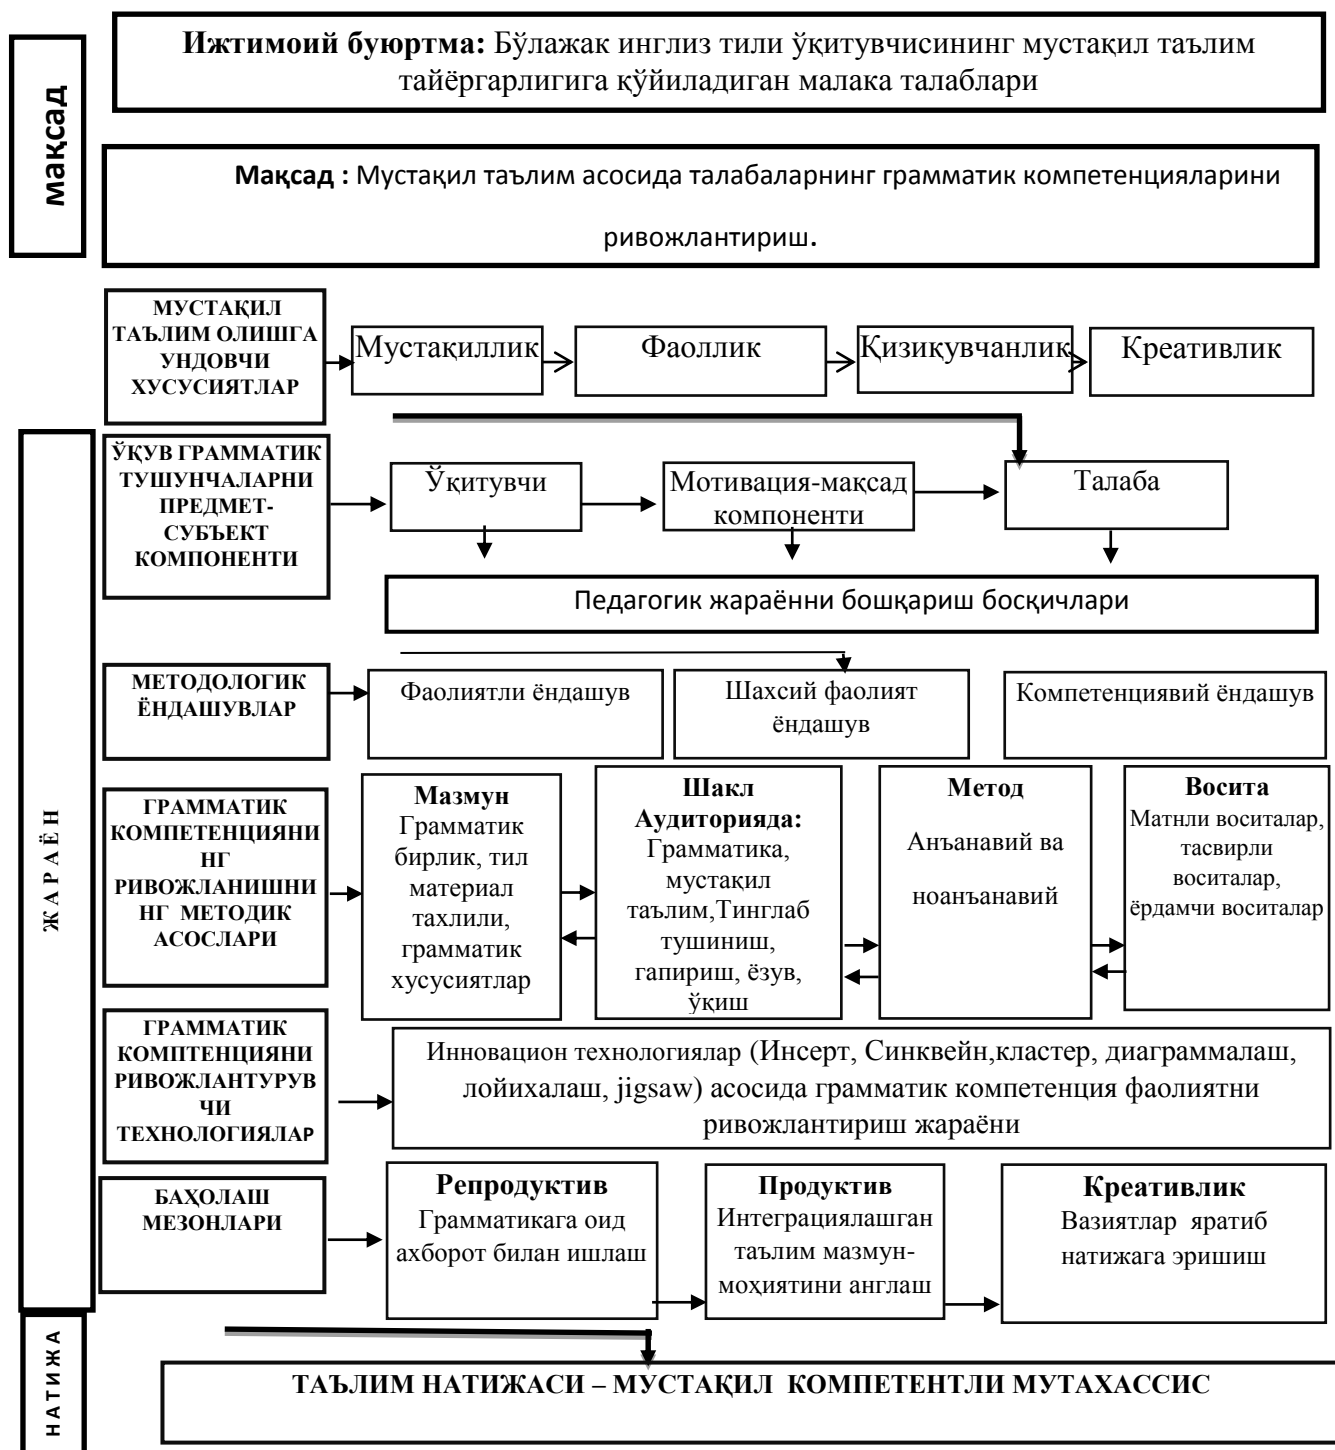 мақсад
Ижтимоий буюртма: Бўлажак инглиз тили ўқитувчисининг мустақил таълим
тайёргарлигига қўйиладиган малака талаблари
Мақсад : Мустақил таълим асосида талабаларнинг грамматик компетенцияларини
ривожлантириш.
МУСТАҚИЛ
ТАЪЛИМ ОЛИШГА
УНДОВЧИ
ХУСУСИЯТЛАР
Мустақиллик
Фаоллик
Қизиқувчанлик
Креативлик
ЖАРАЁН
ЎҚУВ ГРАММАТИК
ТУШУНЧАЛАРНИ
ПРЕДМЕТ-
СУБЪЕКТ
КОМПОНЕНТИ
Ўқитувчи
Мотивация-мақсад
компоненти
Талаба
Педагогик жараённи бошқариш босқичлари
МЕТОДОЛОГИК
ЁНДАШУВЛАР
Фаолиятли ёндашув
Шахсий фаолият
ёндашув
Компетенциявий ёндашув
ГРАММАТИК
КОМПЕТЕНЦИЯНИ
НГ
РИВОЖЛАНИШНИ
НГ МЕТОДИК
АСОСЛАРИ
Мазмун
Грамматик
бирлик, тил
материал
тахлили,
грамматик
хусусиятлар
Шакл
Аудиторияда:
Грамматика,
мустақил
таълим,Тинглаб
тушиниш,
гапириш, ёзув,
ўқиш
Метод
Анъанавий ва
ноанъанавий
Восита
Матнли воситалар,
тасвирли
воситалар,
ёрдамчи воситалар
ГРАММАТИК
КОМПТЕНЦИЯНИ
РИВОЖЛАНТУРУВ
ЧИ
ТЕХНОЛОГИЯЛАР
Инновацион технологиялар (Инсерт, Синквейн,кластер, диаграммалаш,
лойихалаш, jigsaw) асосида грамматик компетенция фаолиятни
ривожлантириш жараёни
БАҲОЛАШ
МЕЗОНЛАРИ
Репродуктив
Грамматикага оид
ахборот билан ишлаш
Продуктив
Интеграциялашган
таълим мазмун-
моҳиятини англаш
Креативлик
Вазиятлар яратиб
натижага эришиш
НАТИЖА
ТАЪЛИМ НАТИЖАСИ – МУСТАҚИЛ КОМПЕТЕНТЛИ МУТАХАССИС